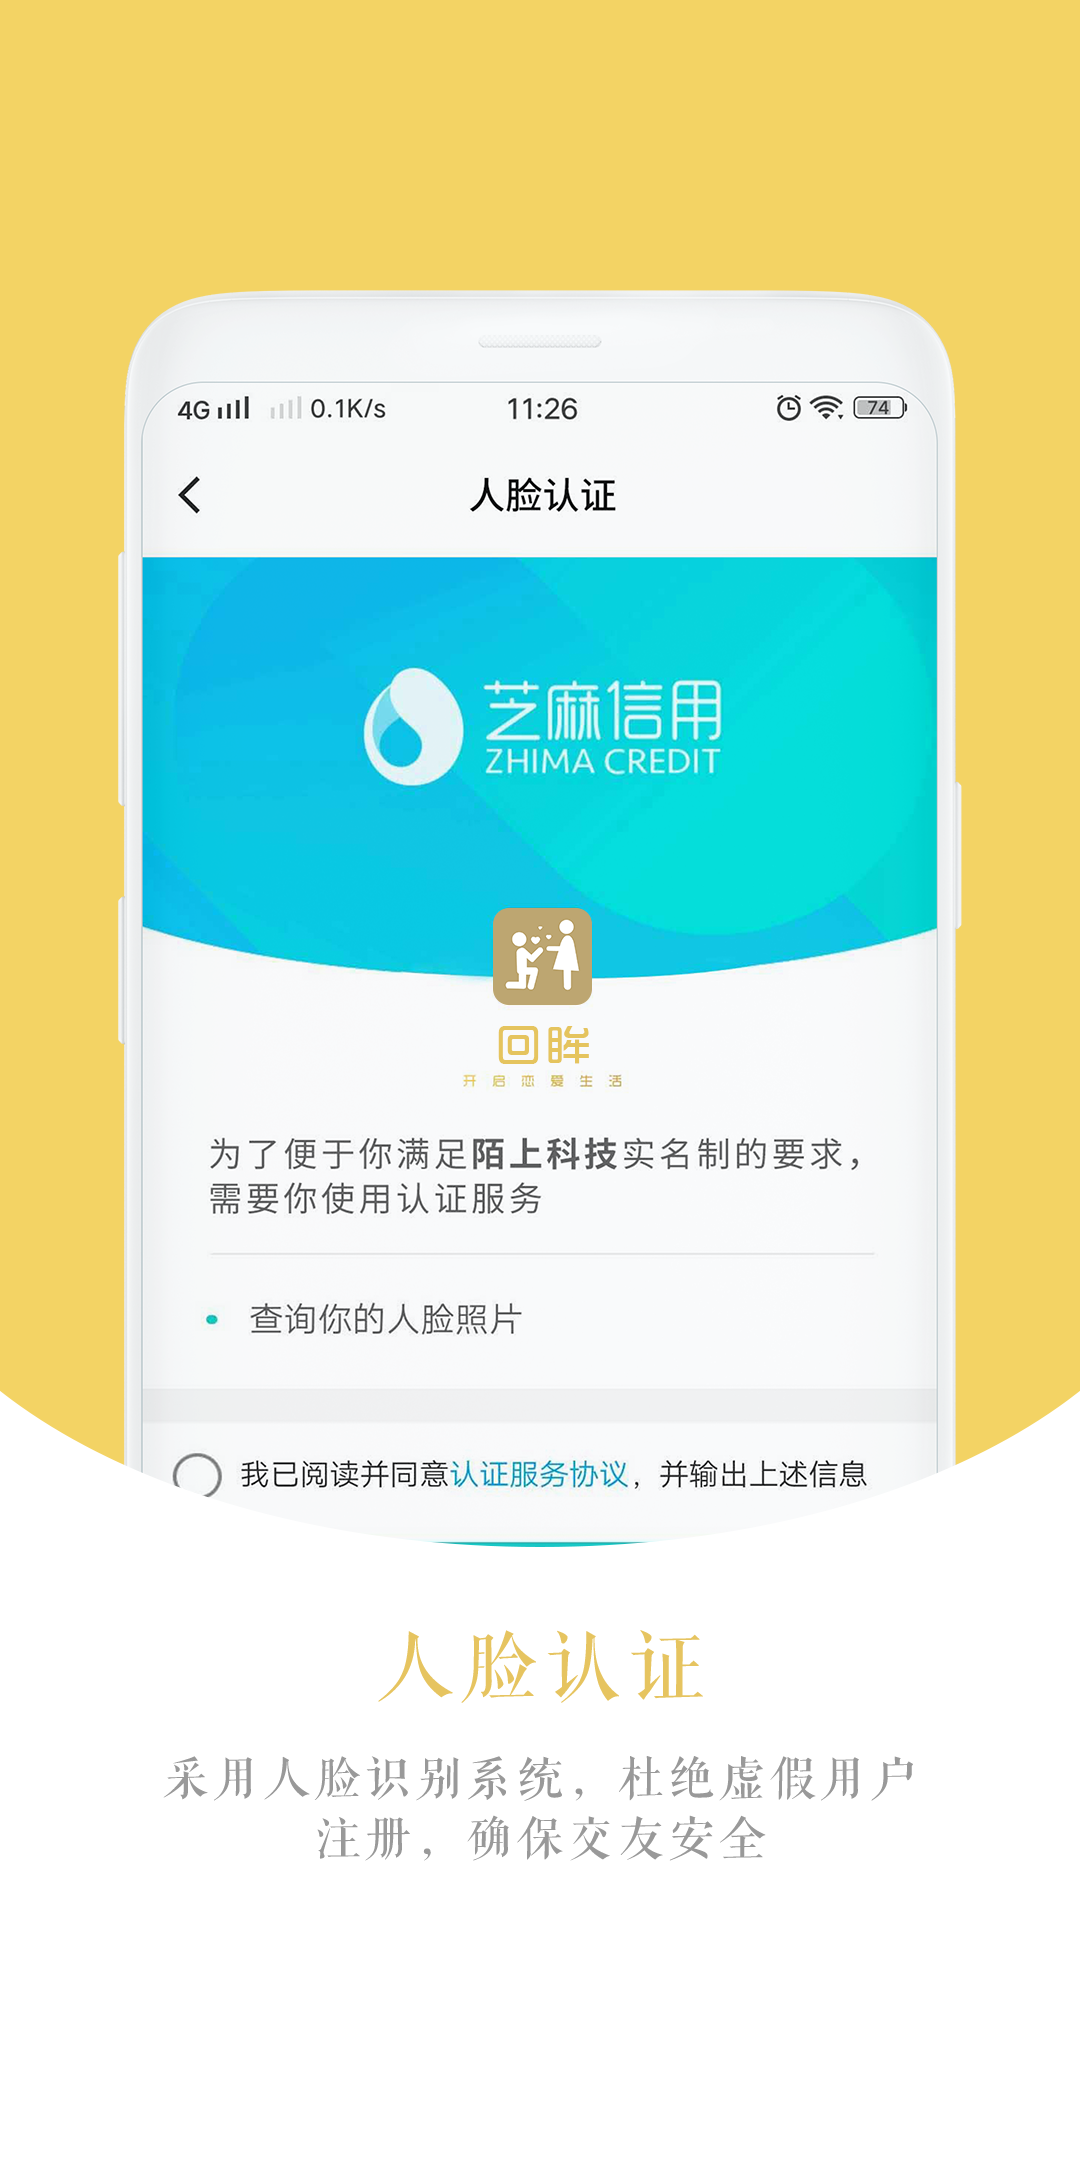 4G 0.1K/s 11:26 74
人脸认证
芝麻信用
ZHIMA CREDIT
回眸
开启恋爱生活
为了便于你满足陌上科技实名制的要求，
需要你使用认证服务
查询你的人脸照片
我已阅读并同意认证服务协议，并输出上述信息
人脸认证
采用人脸识别系统，杜绝虚假用户
注册，确保交友安全